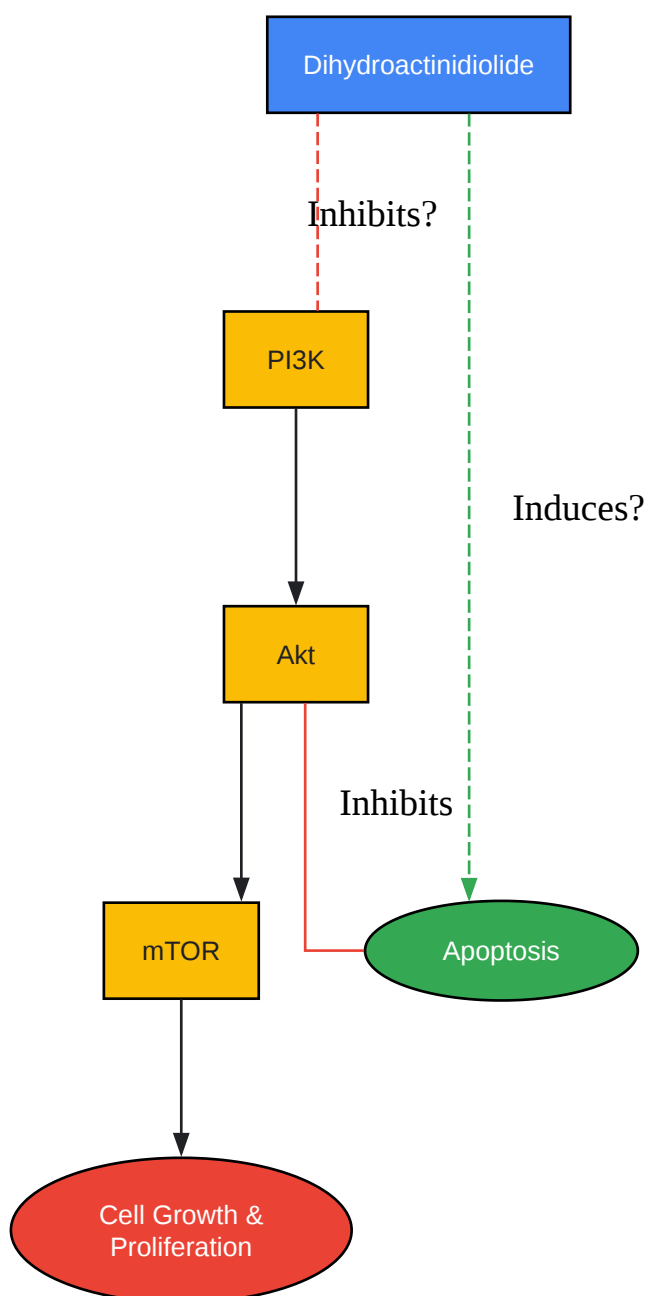 Dihydroactinidiolide
Inhibits?
PI3K
Induces?
Akt
Inhibits
mTOR
Apoptosis
Cell Growth &
Proliferation